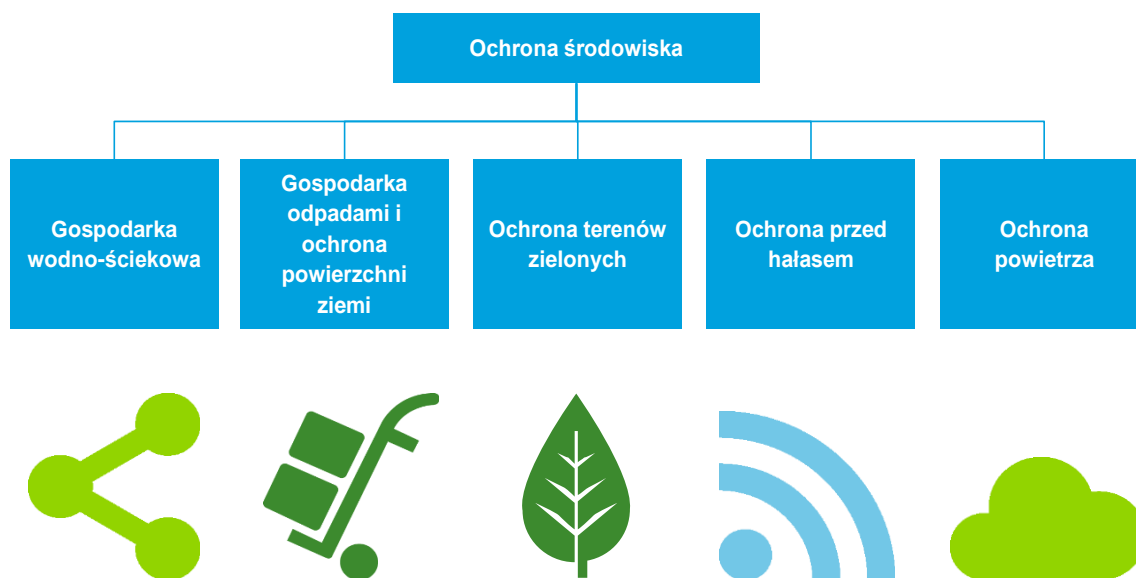 Ochrona środowiska
Gospodarka
wodno-ściekowa
Gospodarka
odpadami i
ochrona
powierzchni
ziemi
Ochrona terenów
zielonych
Ochrona przed
hałasem
Ochrona
powietrza